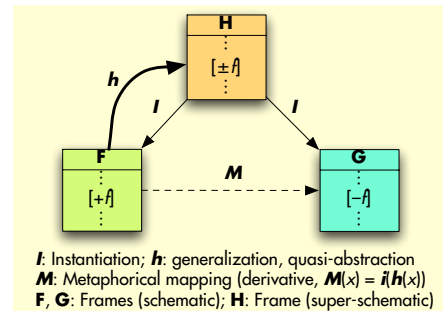 H
⋮
[±f]
⋮
h
I
I
F
⋮
[+f]
⋮
M
G
⋮
[−f]
⋮
I: Instantiation; h: generalization, quasi-abstraction
M: Metaphorical mapping (derivative, M(x) = i(h(x))
F, G: Frames (schematic); H: Frame (super-schematic)